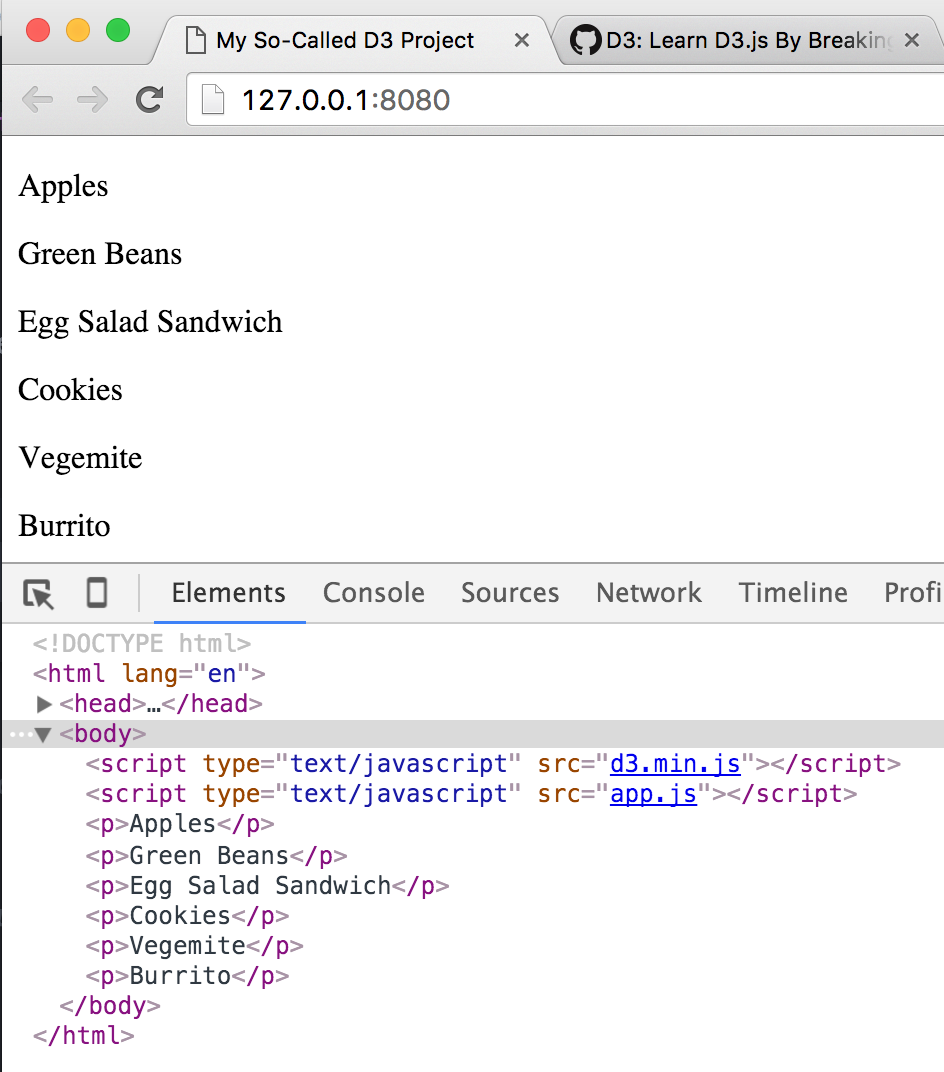 My So-Called D3 Project × D3: Learn D3.js By Breaking ×
127.0.0.1:8080
Apples
Green Beans
Egg Salad Sandwich
Cookies
Vegemite
Burrito
Elements Console Sources Network Timeline Profi
<!DOCTYPE html>
<html lang="en">
▶<head>…</head>
…▼<body>
<script type="text/javascript" src="d3.min.js"></script>
<script type="text/javascript" src="app.js"></script>
<p>Apples</p>
<p>Green Beans</p>
<p>Egg Salad Sandwich</p>
<p>Cookies</p>
<p>Vegemite</p>
<p>Burrito</p>
</body>
</html>